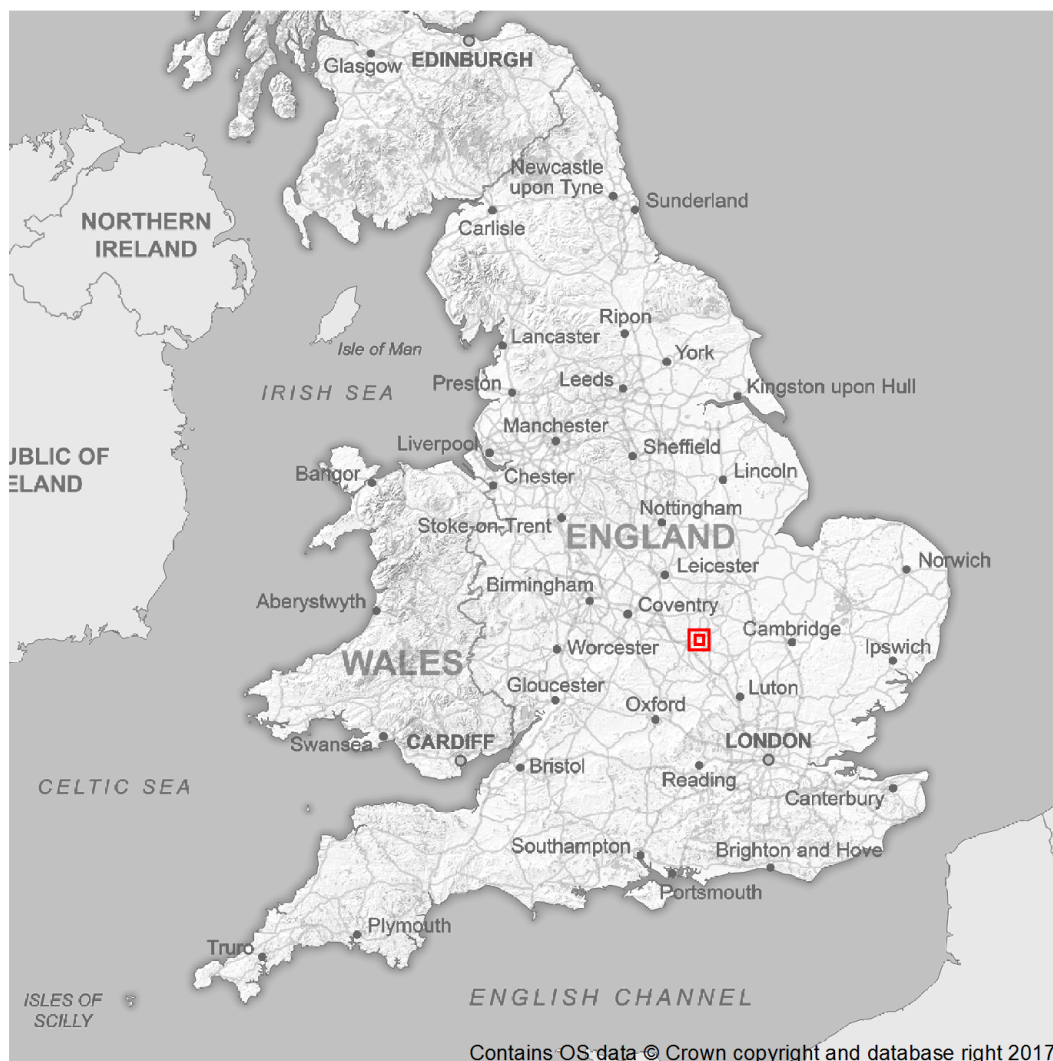 Glasgow
EDINBURGH
Newcastle
upon Tyne
Sunderland
Carlisle
NORTHERN
IRELAND
Ripon
Lancaster
York
Isle of Man
IRISH SEA
Preston
Leeds
Kingston upon Hull
Manchester
Liverpool
Sheffield
UBLIC OF
ELAND
Bangor
Chester
Lincoln
Nottingham
Stoke-on-Trent
ENGLAND
Norwich
Leicester
Birmingham
Aberystwyth
Coventry
Cambridge
Ipswich
Worcester
WALES
Gloucester
Luton
Oxford
Swansea
CARDIFF
LONDON
Bristol
Reading
CELTIC SEA
Canterbury
Southampton
Brighton and Hove
Portsmouth
Plymouth
Truro
ISLES OF
SCILLY
ENGLISH CHANNEL
Contains OS data © Crown copyright and database right 2017